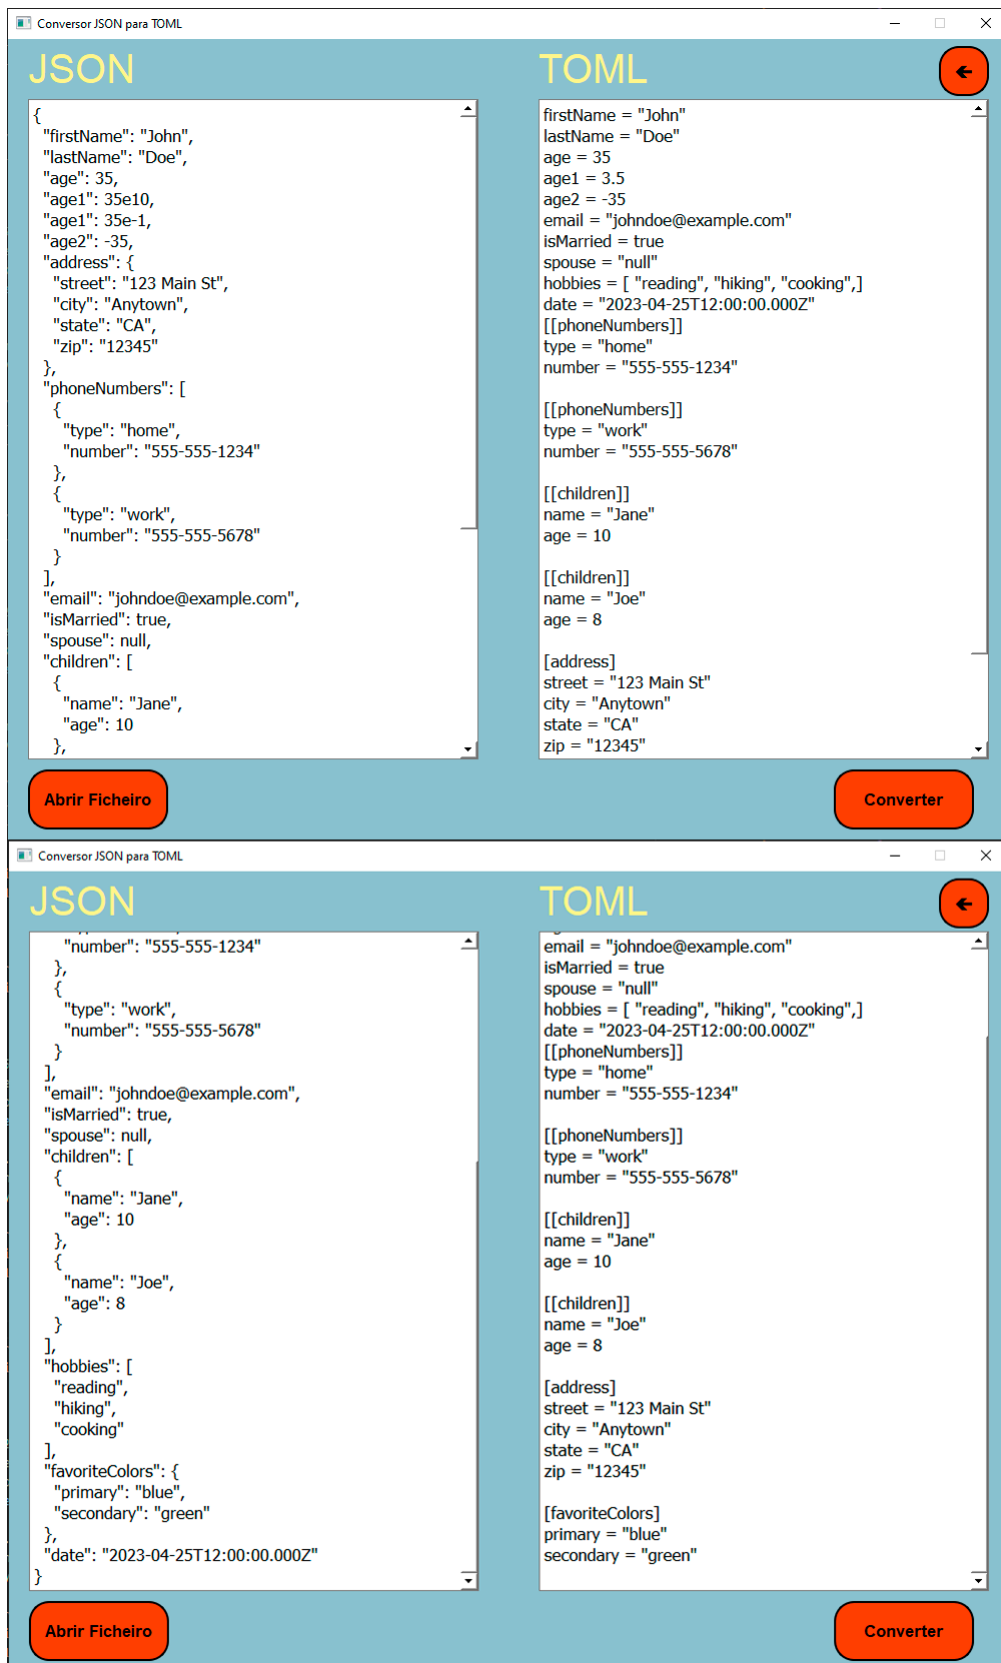 Conversor JSON para TOML
JSON
{
"firstName": "John",
"lastName": "Doe",
"age": 35,
"age1": 35e10,
"age1": 35e-1,
"age2": -35,
"address": {
"street": "123 Main St",
"city": "Anytown",
"state": "CA",
"zip": "12345"
},
"phoneNumbers": [
{
"type": "home",
"number": "555-555-1234"
},
{
"type": "work",
"number": "555-555-5678"
}
],
"email": "johndoe@example.com",
"isMarried": true,
"spouse": null,
"children": [
{
"name": "Jane",
"age": 10
},
Abrir Ficheiro
TOML
firstName = "John"
lastName = "Doe"
age = 35
age1 = 3.5
age2 = -35
email = "johndoe@example.com"
isMarried = true
spouse = "null"
hobbies = [ "reading", "hiking", "cooking",]
date = "2023-04-25T12:00:00.000Z"
[[phoneNumbers]]
type = "home"
number = "555-555-1234"
[[phoneNumbers]]
type = "work"
number = "555-555-5678"
[[children]]
name = "Jane"
age = 10
[[children]]
name = "Joe"
age = 8
[address]
street = "123 Main St"
city = "Anytown"
state = "CA"
zip = "12345"
Converter
Conversor JSON para TOML
JSON
"number": "555-555-1234"
},
{
"type": "work",
"number": "555-555-5678"
}
],
"email": "johndoe@example.com",
"isMarried": true,
"spouse": null,
"children": [
{
"name": "Jane",
"age": 10
},
{
"name": "Joe",
"age": 8
}
],
"hobbies": [
"reading",
"hiking",
"cooking"
],
"favoriteColors": {
"primary": "blue",
"secondary": "green"
},
"date": "2023-04-25T12:00:00.000Z"
}
Abrir Ficheiro
TOML
email = "johndoe@example.com"
isMarried = true
spouse = "null"
hobbies = [ "reading", "hiking", "cooking",]
date = "2023-04-25T12:00:00.000Z"
[[phoneNumbers]]
type = "home"
number = "555-555-1234"
[[phoneNumbers]]
type = "work"
number = "555-555-5678"
[[children]]
name = "Jane"
age = 10
[[children]]
name = "Joe"
age = 8
[address]
street = "123 Main St"
city = "Anytown"
state = "CA"
zip = "12345"
[favoriteColors]
primary = "blue"
secondary = "green"
Converter